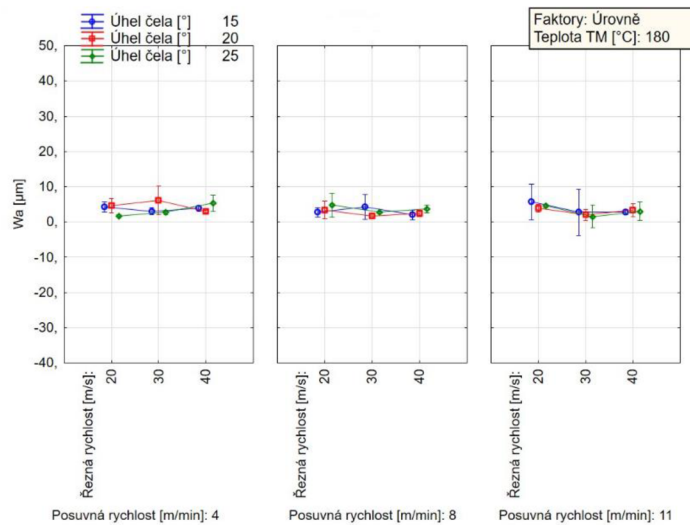 Úhel čela [°] 15
Úhel čela [°] 20
Úhel čela [°] 25
Faktory: Úrovně
Teplota TM [°C]: 180
Wa [µm]
50,
40,
30,
20,
10,
0,
-10,
-20,
-30,
-40,
Řezná rychlost [m/s]:
20
30
40
Řezná rychlost [m/s]:
20
30
40
Řezná rychlost [m/s]:
20
30
40
Posuvná rychlost [m/min]: 4
Posuvná rychlost [m/min]: 8
Posuvná rychlost [m/min]: 11